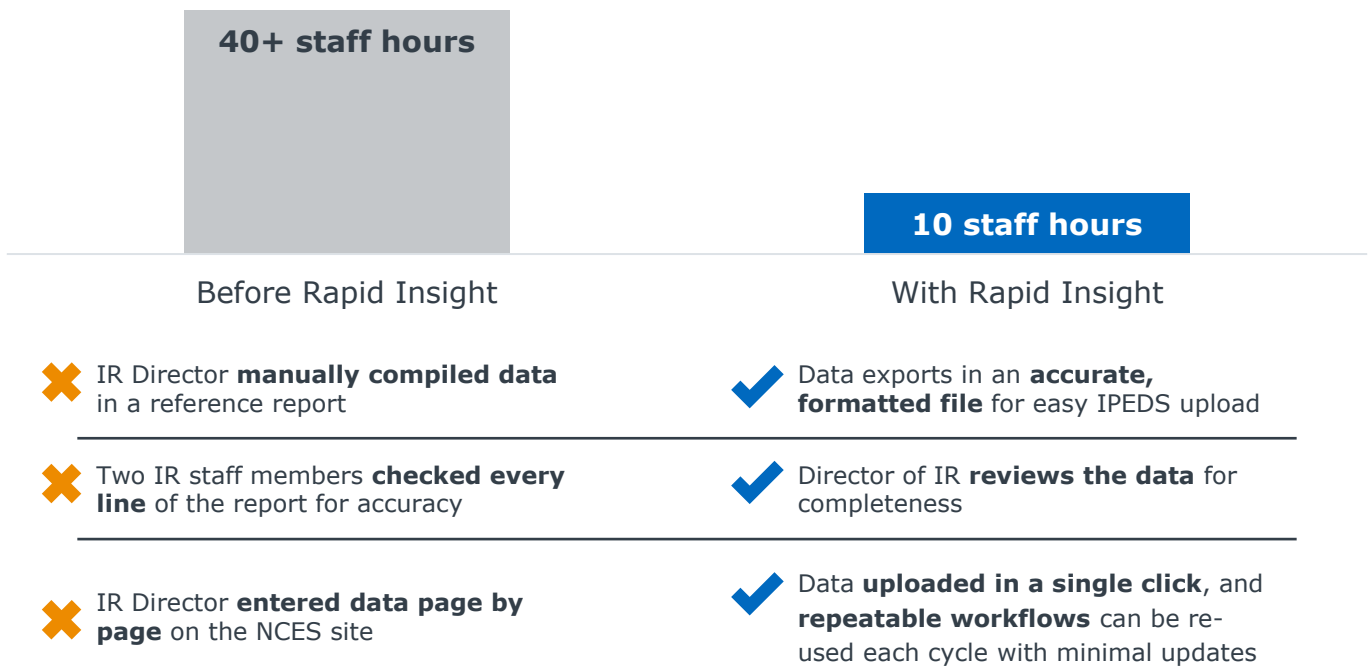 40+ staff hours
10 staff hours
Before Rapid Insight
With Rapid Insight
IR Director manually compiled data
in a reference report
Data exports in an accurate,
formatted file for easy IPEDS upload
Two IR staff members checked every
line of the report for accuracy
Director of IR reviews the data for
completeness
IR Director entered data page by
page on the NCES site
Data uploaded in a single click, and
repeatable workflows can be re-
used each cycle with minimal updates